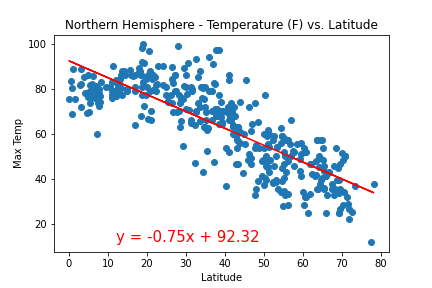 Northern Hemisphere - Temperature (F) vs. Latitude
100
80
60
40
20
Max Temp
y = -0.75x + 92.32
0 10 20 30 40 50 60 70 80
Latitude